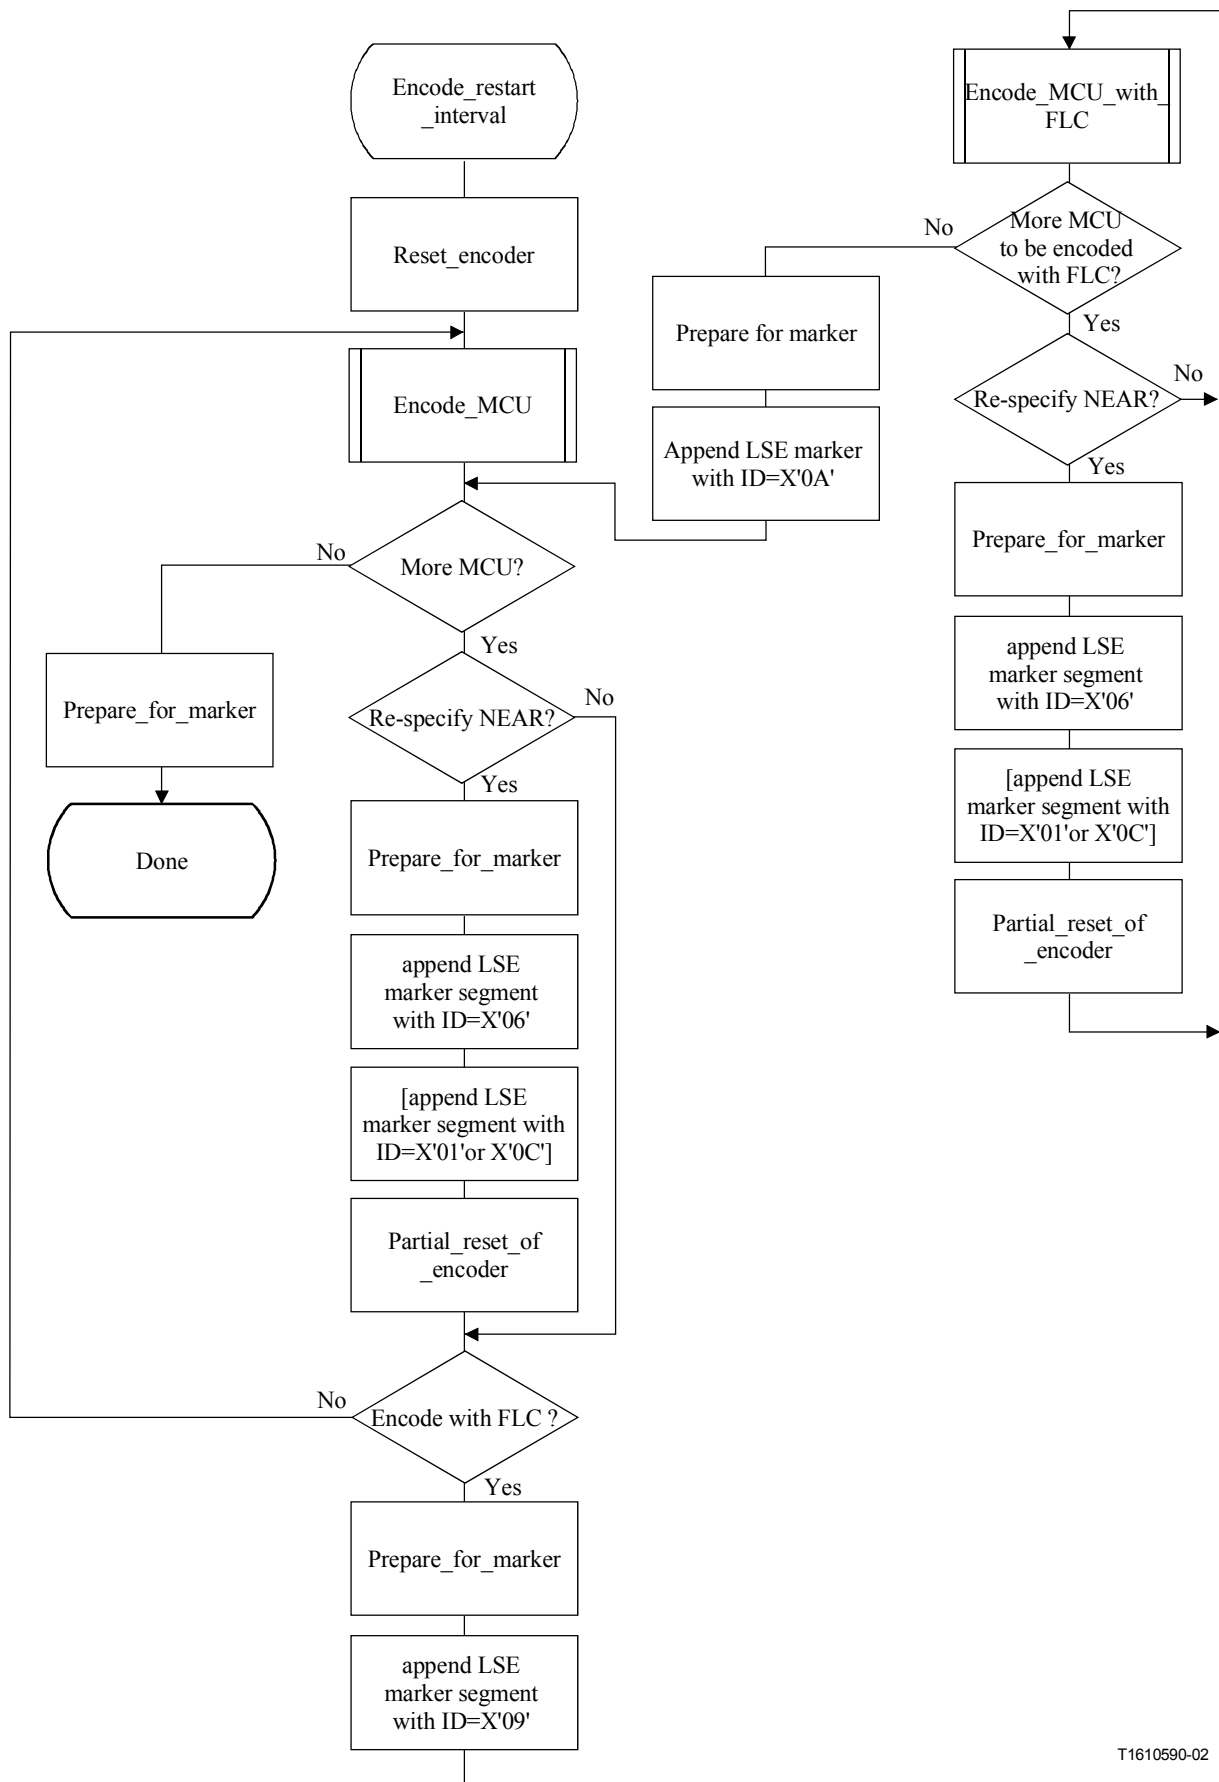 Encode_restart
_interval
Reset_encoder
Encode_MCU
More MCU?
No
Yes
Prepare_for_marker
Done
Re-specify NEAR?
No
Yes
Prepare_for_marker
append LSE
marker segment
with ID=X'06'
[append LSE
marker segment with
ID=X'01'or X'0C']
Partial_reset_of
_encoder
No
Encode with FLC ?
Yes
Prepare_for_marker
append LSE
marker segment
with ID=X'09'
Encode_MCU_with_
FLC
No
More MCU
to be encoded
with FLC?
Yes
Prepare for marker
Append LSE marker
with ID=X'0A'
Re-specify NEAR?
No
Yes
Prepare_for_marker
append LSE
marker segment
with ID=X'06'
[append LSE
marker segment with
ID=X'01'or X'0C']
Partial_reset_of
_encoder
T1610590-02